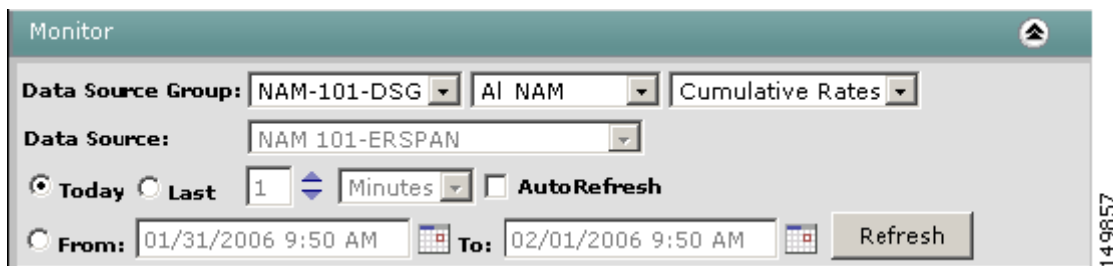 Monitor
Data Source Group: NAM-101-DSG Al NAM Cumulative Rates
Data Source: NAM 101-ERSPAN
Today Last 1 Minutes AutoRefresh
From: 01/31/2006 9:50 AM To: 02/01/2006 9:50 AM Refresh
149857